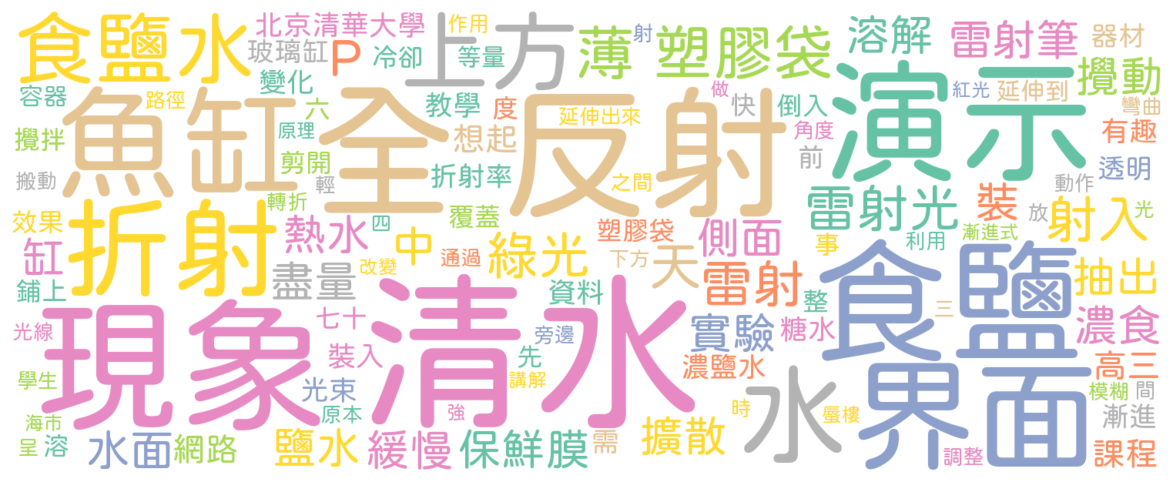 食鹽水
北京清華大學
作用
上方
薄
射
塑膠袋
溶解
雷射筆
器材
玻璃缸
P
冷卻
等量
攪動
容器
路徑
變化
六
教學
度
延伸出來
做
快
倒入
演示
紅光
延伸到
彎曲
魚缸
全反射
原理
想起
角度
有趣
攪拌
剪開
折射率
之間
前
透明
搬動
輕
動作
轉折
雷射光
裝
放
射入
光
效果
折射
熱水
四
覆蓋
塑膠袋
側面
事
利用
漸進式
缸
中
通過
綠光
下方
天
鋪上
盡量
改變
資料
雷射
整
食鹽
抽出
現象
清水
三
光線
七十
旁邊
實驗
糖水
濃食
裝入
先
濃鹽水
高三
學生
光束
講解
水
界面
模糊
間
原本
強
時
蜃樓
漸進
海市
呈
溶
水面
網路
鹽水
緩慢
保鮮膜
需
擴散
調整
課程